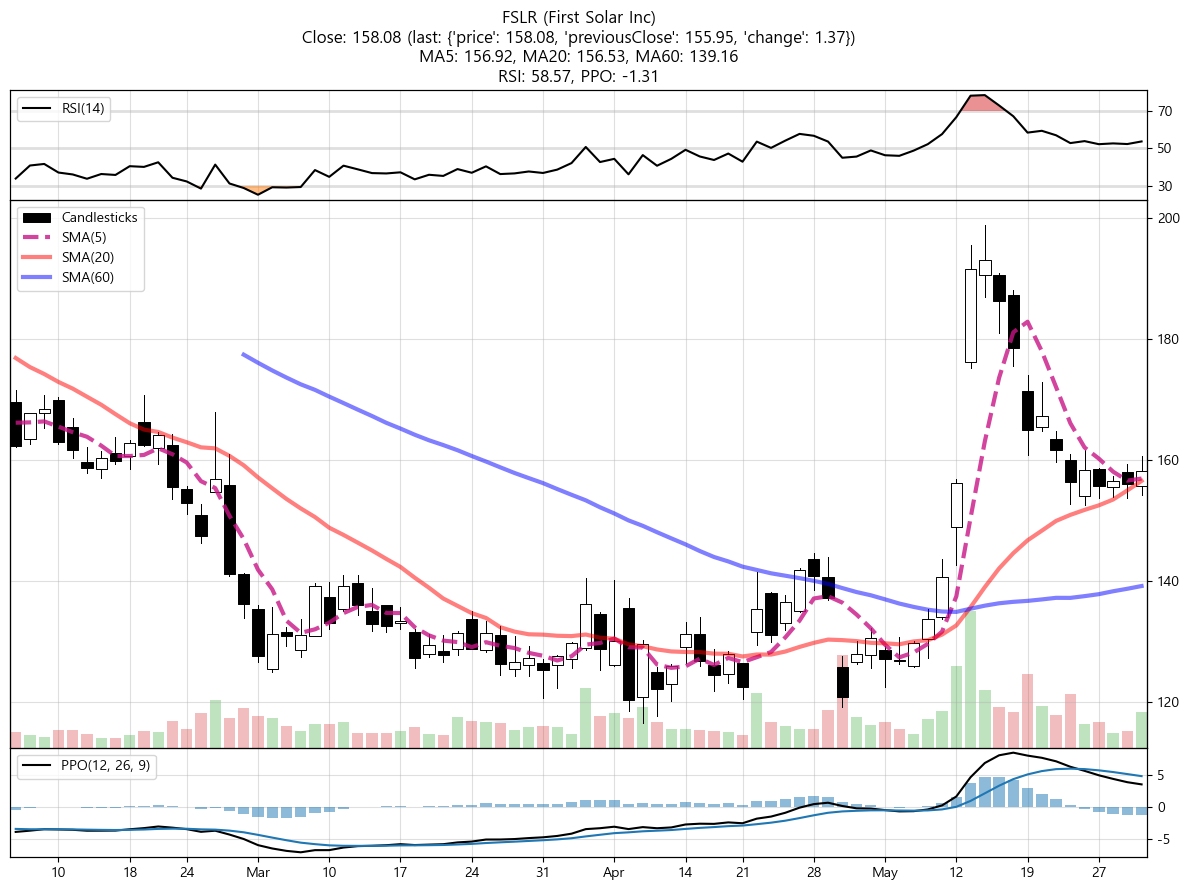 FSLR (First Solar Inc)
Close: 158.08 (last: {'price': 158.08, 'previousClose': 155.95, 'change': 1.37})
MA5: 156.92, MA20: 156.53, MA60: 139.16
RSI: 58.57, PPO: -1.31
RSI(14)
70
50
30
Candlesticks
SMA(5)
SMA(20)
SMA(60)
200
180
160
140
120
PPO(12, 26, 9)
5
0
-5
10 18 24 Mar 10 17 24 31 Apr 14 21 28 May 12 19 27